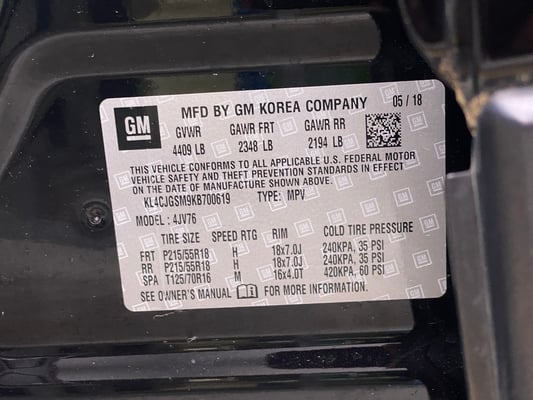 GM
MFD BY GM KOREA COMPANY 05 / 18
GVWR GAWR FRT GAWR RR
4409 LB 2348 LB 2194 LB
THIS VEHICLE CONFORMS TO ALL APPLICABLE U.S. FEDERAL MOTOR
VEHICLE SAFETY AND THEFT PREVENTION STANDARDS IN EFFECT
ON THE DATE OF MANUFACTURE SHOWN ABOVE.
KL4CJGSM9KB700619 TYPE: MPV
MODEL : 4JV76
TIRE SIZE SPEED RTG RIM COLD TIRE PRESSURE
FRT P215/55R18 H 18x7.0J 240KPA, 35 PSI
RR P215/55R18 H 18x7.0J 240KPA, 35 PSI
SPA T125/70R16 M 16x4.0T 420KPA, 60 PSI
SEE OWNER'S MANUAL FOR MORE INFORMATION.